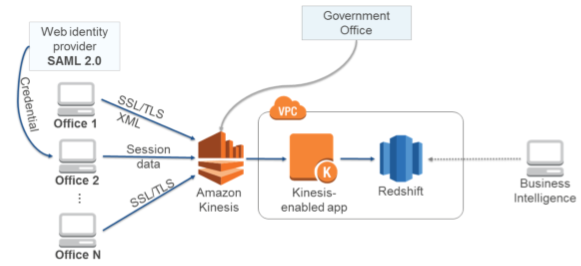 Government
Office
Web identity
provider
SAML 2.0
Credential
SSL/TLS
XML
Office 1
VPC
Session
data
Office 2
⋮
SSL/TLS
Amazon
Kinesis
K
Kinesis-
enabled app
Redshift
Business
Intelligence
Office N